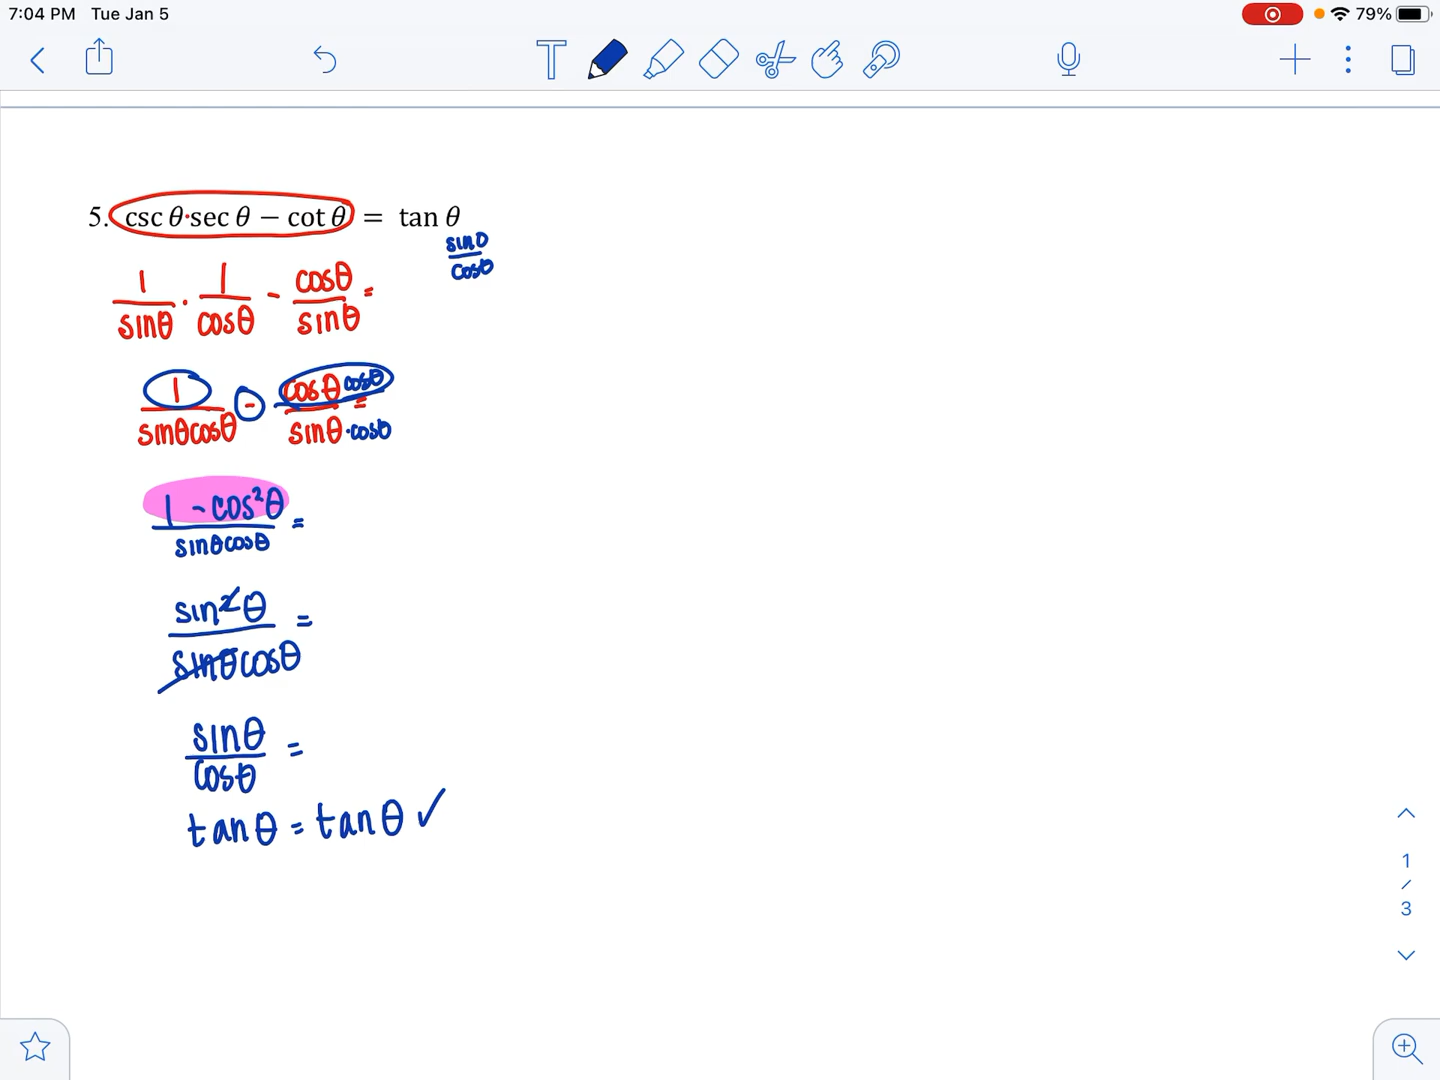 7:04 PM Tue Jan 5
79%
T
5. csc θ·sec θ − cot θ = tan θ
sinθ/cosθ
1/sinθ · 1/cosθ - cosθ/sinθ =
1/sinθcosθ - cosθ cosθ/sinθ·cosθ =
1 - cos²θ/sinθcosθ =
sin²θ/sinθcosθ =
sinθ/cosθ =
tanθ = tanθ ✓
1
/
3